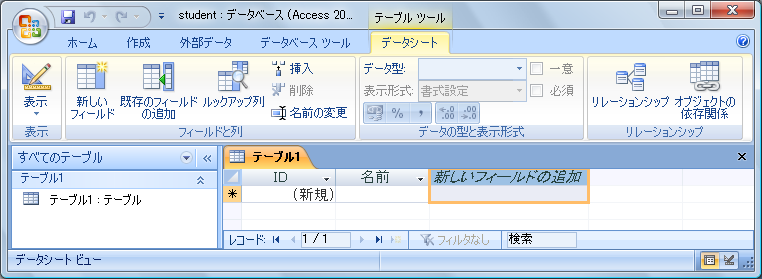 student : データベース (Access 20...
テーブル ツール
ホーム 作成 外部データ データベース ツール データシート
新しいフィールド
既存のフィールドの追加
ルックアップ列
挿入
削除
名前の変更
フィールドと列
表示
表示
データ型:
一意
表示形式: 書式設定
必須
% ,
.00
.00
データの型と表示形式
リレーションシップ
オブジェクトの依存関係
リレーションシップ
すべてのテーブル
テーブル1
テーブル1 : テーブル
テーブル1
ID 名前 新しいフィールドの追加
(新規)
レコード: 1 / 1 フィルタなし 検索
データシート ビュー